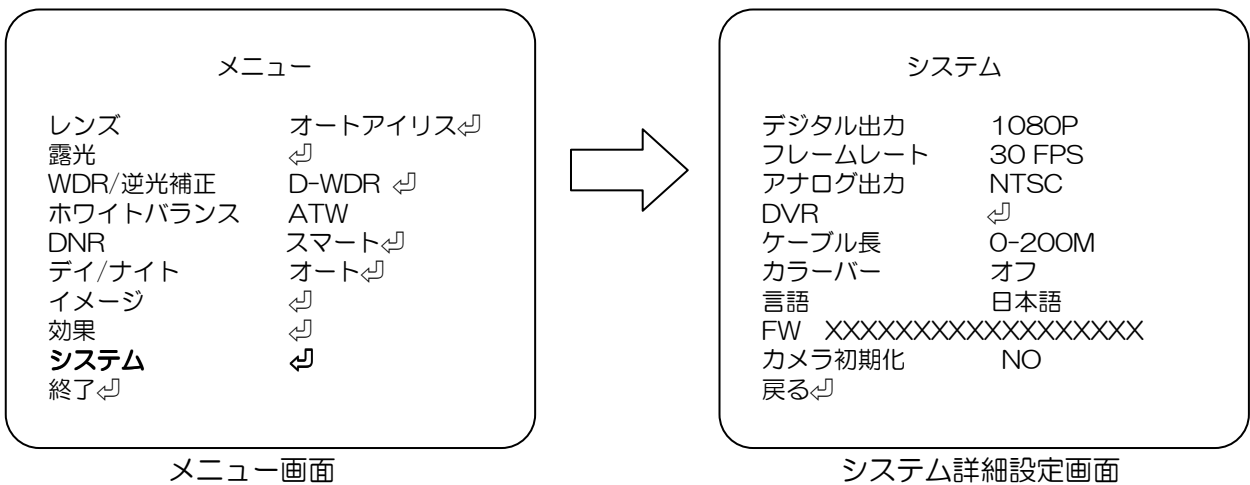 メニュー
レンズ オートアイリス⏎
露光 ⏎
WDR/逆光補正 D-WDR ⏎
ホワイトバランス ATW
DNR スマート⏎
デイ/ナイト オート⏎
イメージ ⏎
効果 ⏎
システム ⏎
終了⏎
メニュー画面
システム
デジタル出力 1080P
フレームレート 30 FPS
アナログ出力 NTSC
DVR ⏎
ケーブル長 0-200M
カラーバー オフ
言語 日本語
FW XXXXXXXXXXXXXXXXXX
カメラ初期化 NO
戻る⏎
システム詳細設定画面